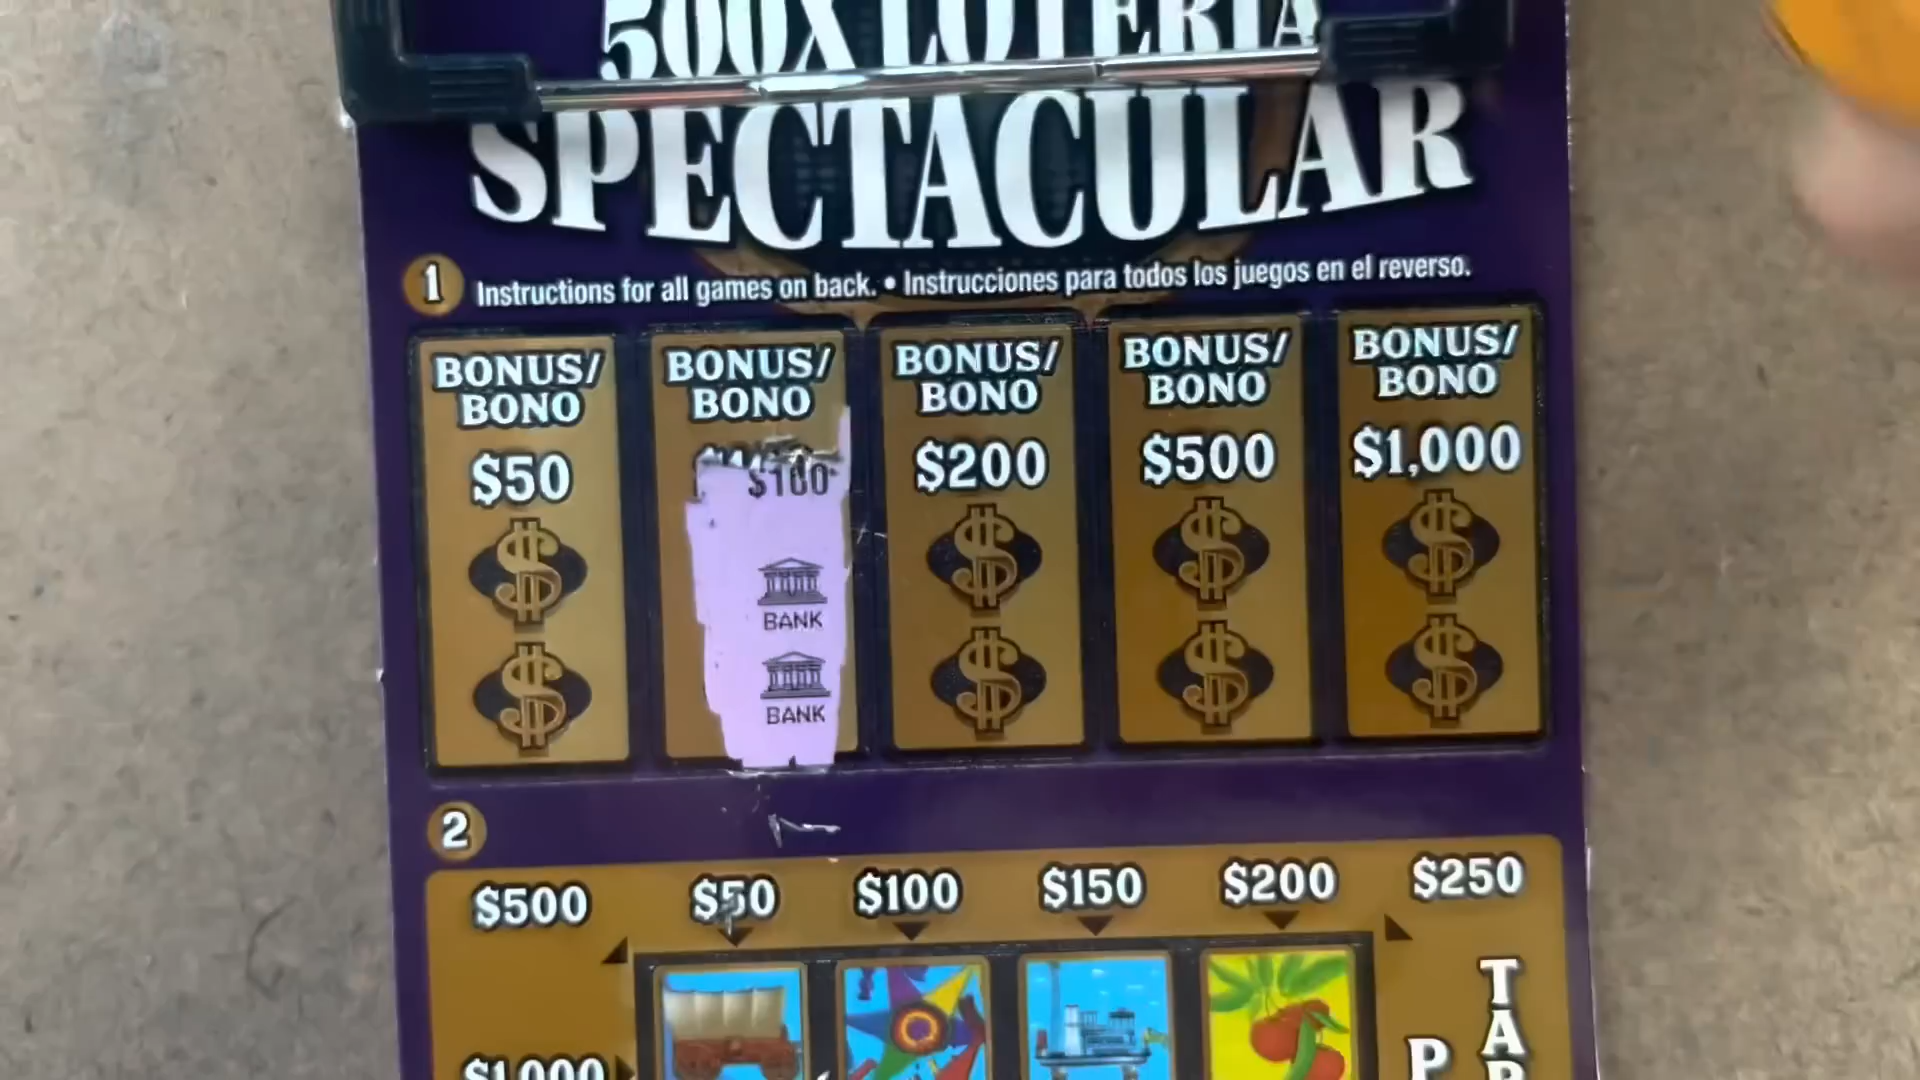 500X LOTERIA
SPECTACULAR
1 Instructions for all games on back. • Instrucciones para todos los juegos en el reverso.
BONUS/ BONUS/ BONUS/ BONUS/ BONUS/
BONO BONO BONO BONO BONO
$50 $100 $200 $500 $1,000
BANK
BANK
2
$500 $50 $100 $150 $200 $250
$1,000